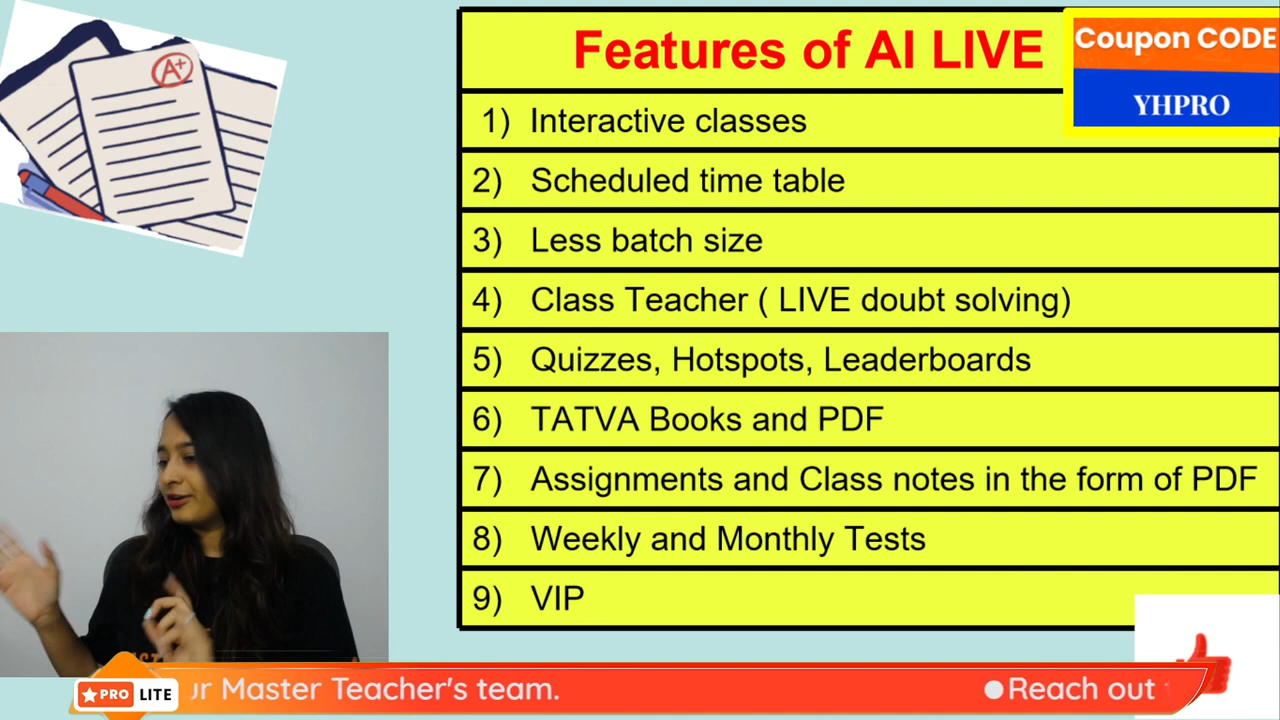 A+
Features of AI LIVE
Coupon CODE
YHPRO
1) Interactive classes
2) Scheduled time table
3) Less batch size
4) Class Teacher ( LIVE doubt solving)
5) Quizzes, Hotspots, Leaderboards
6) TATVA Books and PDF
7) Assignments and Class notes in the form of PDF
8) Weekly and Monthly Tests
9) VIP
PRO LITE
Master Teacher's team.
Reach out